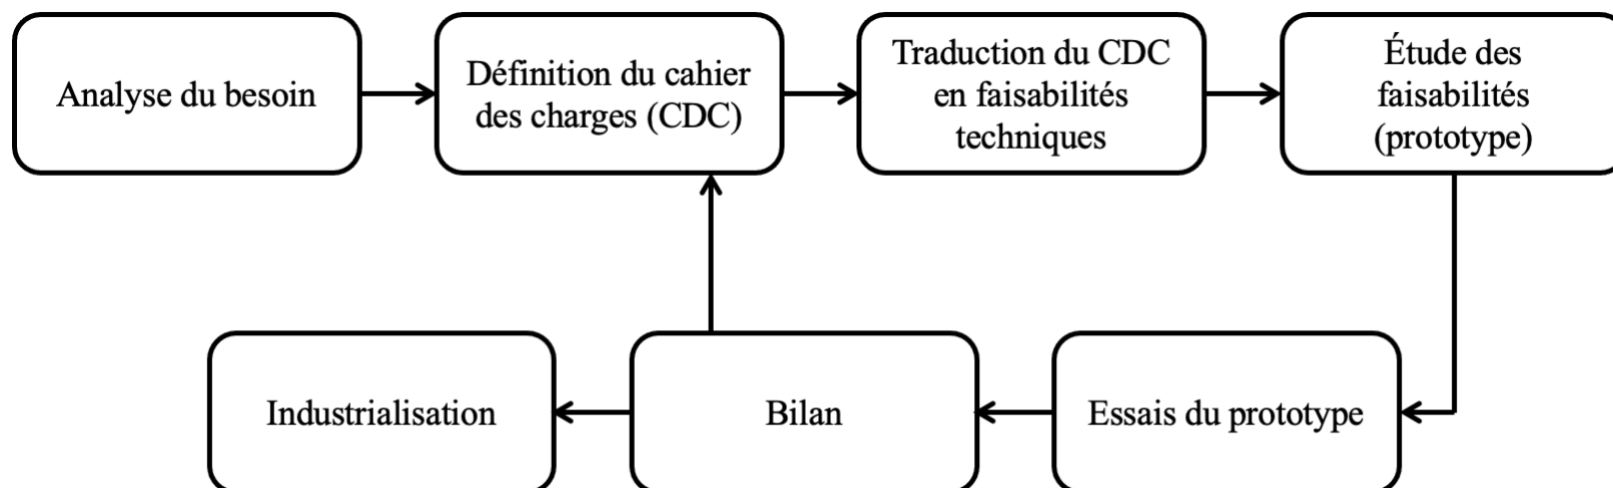 Analyse du besoin
Définition du cahier
des charges (CDC)
Traduction du CDC
en faisabilités
techniques
Étude des
faisabilités
(prototype)
Industrialisation
Bilan
Essais du prototype